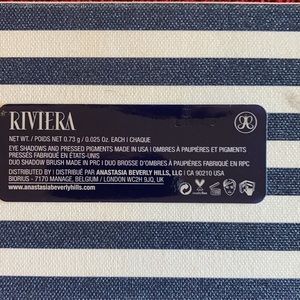 RIVIERA
NET WT. / POIDS NET 0.73 g / 0.025 Oz. EACH | CHAQUE
EYE SHADOWS AND PRESSED PIGMENTS MADE IN USA | OMBRES À PAUPIÈRES ET PIGMENTS
PRESSÉS FABRIQUÉ EN ÉTATS-UNIS
DUO SHADOW BRUSH MADE IN PRC | DUO BROSSE D'OMBRES À PAUPIÈRES FABRIQUÉ EN RPC
DISTRIBUTED BY | DISTRIBUÉ PAR ANASTASIA BEVERLY HILLS, LLC | CA 90210 USA
BIORIUS - 7170 MANAGE, BELGIUM / LONDON WC2H 9JQ, UK
www.anastasiabeverlyhills.com